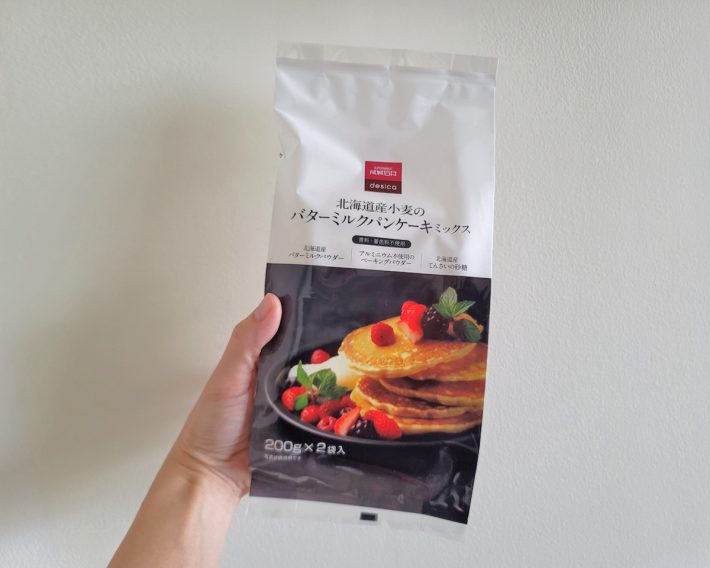 成城石井
desica
北海道産小麦の
バターミルクパンケーキミックス
香料・着色料不使用
北海道産
バターミルクパウダー
アルミニウム不使用の
ベーキングパウダー
北海道産
てんさいの砂糖
200g×2袋入